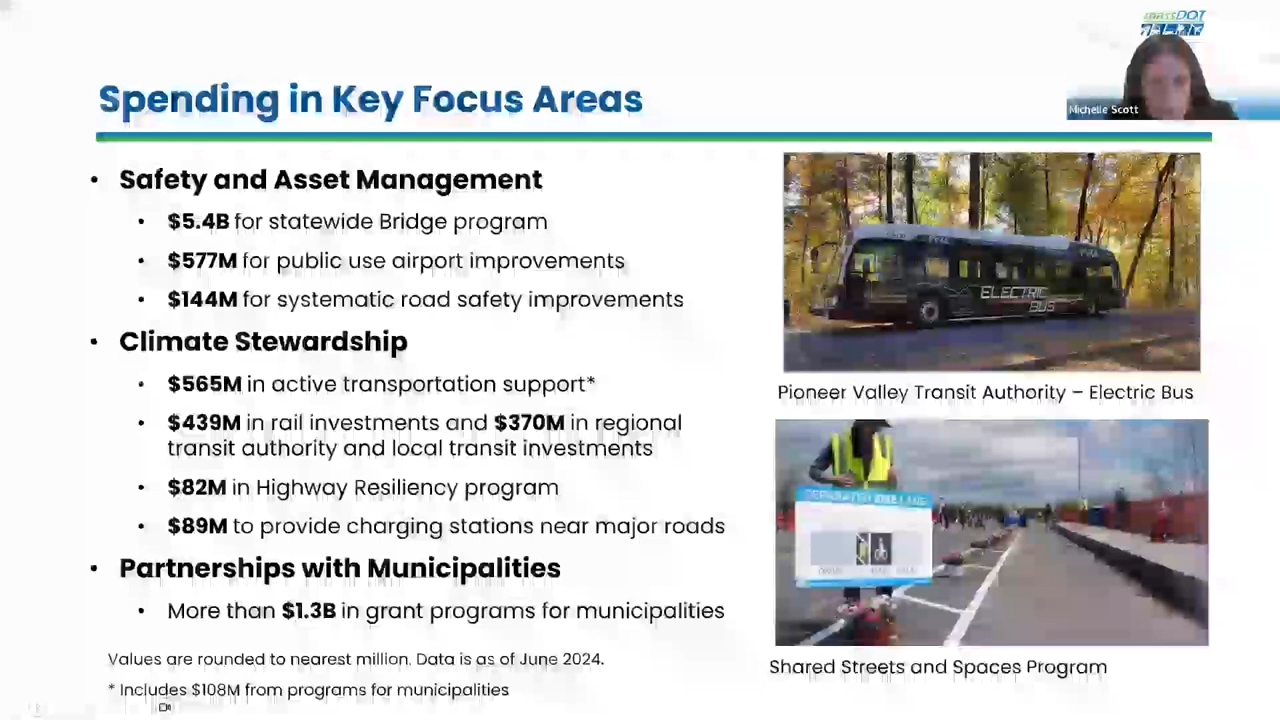 massDOT
Michelle Scott
Spending in Key Focus Areas
• Safety and Asset Management
• $5.4B for statewide Bridge program
• $577M for public use airport improvements
• $144M for systematic road safety improvements
• Climate Stewardship
• $565M in active transportation support*
• $439M in rail investments and $370M in regional
transit authority and local transit investments
• $82M in Highway Resiliency program
• $89M to provide charging stations near major roads
• Partnerships with Municipalities
• More than $1.3B in grant programs for municipalities
Values are rounded to nearest million. Data is as of June 2024.
* Includes $108M from programs for municipalities
ELECTRIC
BUS
Pioneer Valley Transit Authority – Electric Bus
SEPARATED BIKE LANE
Shared Streets and Spaces Program